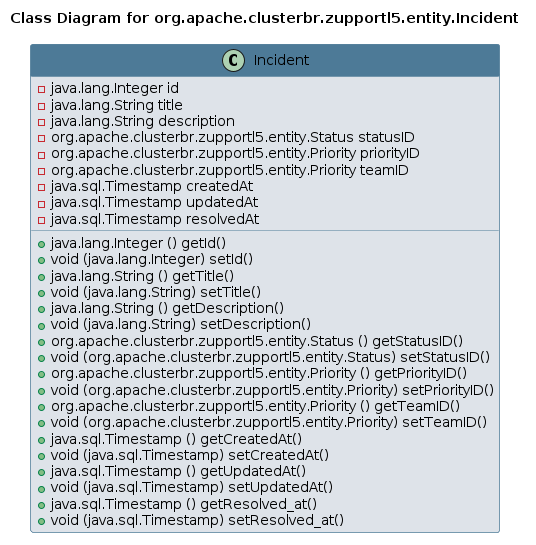 Class Diagram for org.apache.clusterbr.zupportl5.entity.Incident
C Incident
java.lang.Integer id
java.lang.String title
java.lang.String description
org.apache.clusterbr.zupportl5.entity.Status statusID
org.apache.clusterbr.zupportl5.entity.Priority priorityID
org.apache.clusterbr.zupportl5.entity.Priority teamID
java.sql.Timestamp createdAt
java.sql.Timestamp updatedAt
java.sql.Timestamp resolvedAt
java.lang.Integer () getId()
void (java.lang.Integer) setId()
java.lang.String () getTitle()
void (java.lang.String) setTitle()
java.lang.String () getDescription()
void (java.lang.String) setDescription()
org.apache.clusterbr.zupportl5.entity.Status () getStatusID()
void (org.apache.clusterbr.zupportl5.entity.Status) setStatusID()
org.apache.clusterbr.zupportl5.entity.Priority () getPriorityID()
void (org.apache.clusterbr.zupportl5.entity.Priority) setPriorityID()
org.apache.clusterbr.zupportl5.entity.Priority () getTeamID()
void (org.apache.clusterbr.zupportl5.entity.Priority) setTeamID()
java.sql.Timestamp () getCreatedAt()
void (java.sql.Timestamp) setCreatedAt()
java.sql.Timestamp () getUpdatedAt()
void (java.sql.Timestamp) setUpdatedAt()
java.sql.Timestamp () getResolved_at()
void (java.sql.Timestamp) setResolved_at()